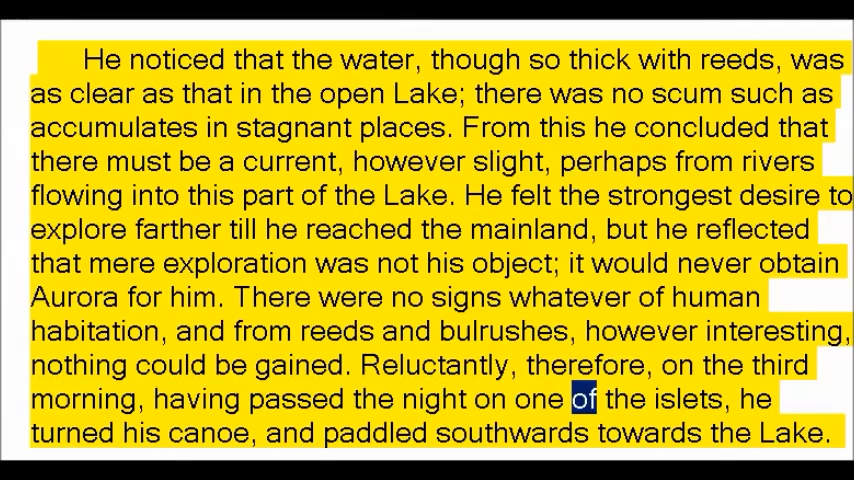 He noticed that the water, though so thick with reeds, was
as clear as that in the open Lake; there was no scum such as
accumulates in stagnant places. From this he concluded that
there must be a current, however slight, perhaps from rivers
flowing into this part of the Lake. He felt the strongest desire to
explore farther till he reached the mainland, but he reflected
that mere exploration was not his object; it would never obtain
Aurora for him. There were no signs whatever of human
habitation, and from reeds and bulrushes, however interesting,
nothing could be gained. Reluctantly, therefore, on the third
morning, having passed the night on one of the islets, he
turned his canoe, and paddled southwards towards the Lake.